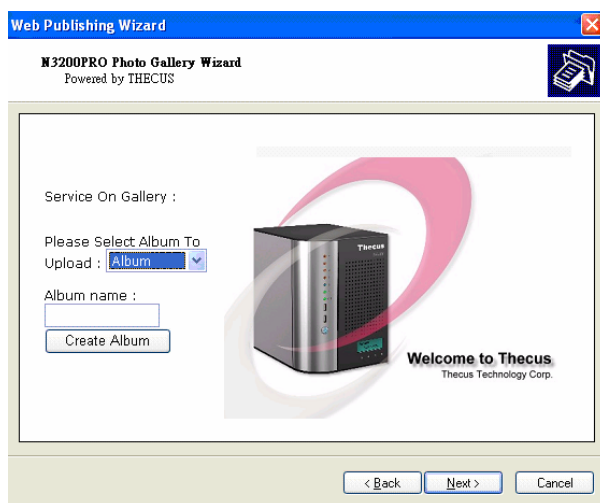 Web Publishing Wizard
N3200PRO Photo Gallery Wizard
Powered by THECUS
Service On Gallery :
Please Select Album To
Upload : Album
Album name :
Create Album
Thecus
Welcome to Thecus
Thecus Technology Corp.
< Back
Next >
Cancel